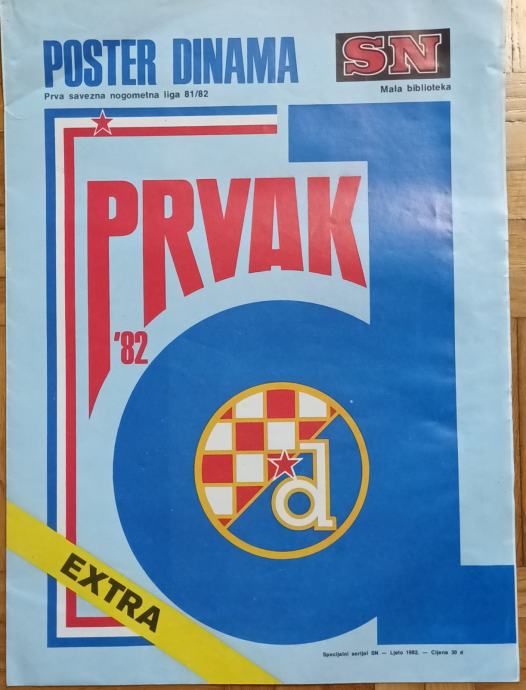 POSTER DINAMA
SN
Prva savezna nogometna liga 81/82
Mala biblioteka
PRVAK
'82
d
EXTRA
Specijalni serijal SN — Ljeto 1982. — Cijena 30 d